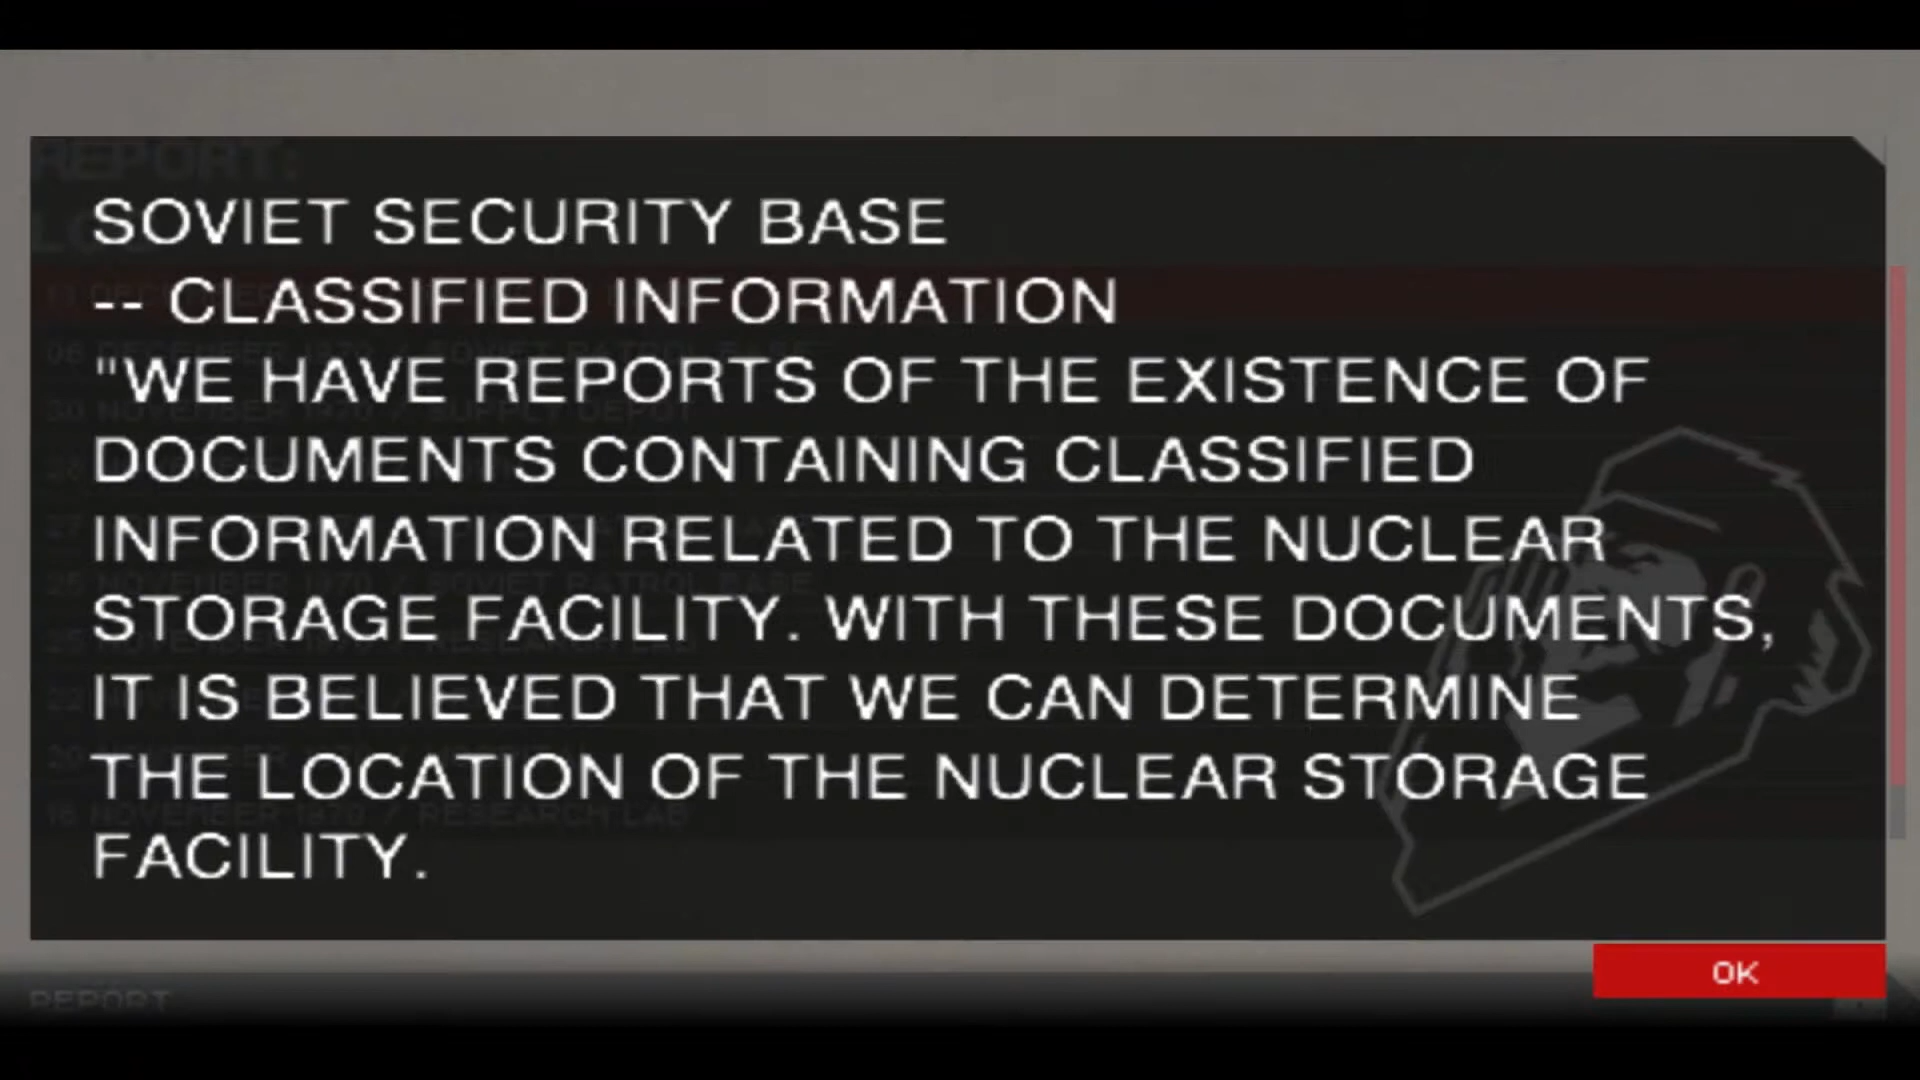 REPORT:
SOVIET SECURITY BASE
-- CLASSIFIED INFORMATION
"WE HAVE REPORTS OF THE EXISTENCE OF
DOCUMENTS CONTAINING CLASSIFIED
INFORMATION RELATED TO THE NUCLEAR
STORAGE FACILITY. WITH THESE DOCUMENTS,
IT IS BELIEVED THAT WE CAN DETERMINE
THE LOCATION OF THE NUCLEAR STORAGE
FACILITY.
OK
REPORT